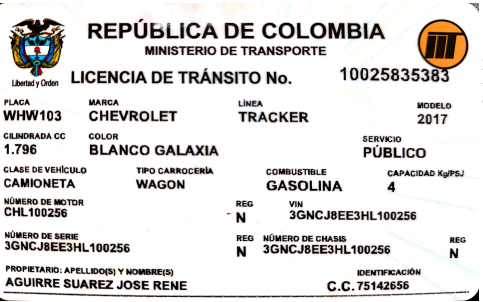 REPÚBLICA DE COLOMBIA
MINISTERIO DE TRANSPORTE
Libertad y Orden
LICENCIA DE TRÁNSITO No. 10025835383
PLACA MARCA LÍNEA MODELO
WHW103 CHEVROLET TRACKER 2017
CILINDRADA CC COLOR SERVICIO
1.796 BLANCO GALAXIA PÚBLICO
CLASE DE VEHÍCULO TIPO CARROCERÍA COMBUSTIBLE CAPACIDAD Kg/PSJ
CAMIONETA WAGON GASOLINA 4
NÚMERO DE MOTOR REG VIN
CHL100256 N 3GNCJ8EE3HL100256
NÚMERO DE SERIE REG NÚMERO DE CHASIS REG
3GNCJ8EE3HL100256 N 3GNCJ8EE3HL100256 N
PROPIETARIO: APELLIDO(S) Y NOMBRE(S) IDENTIFICACIÓN
AGUIRRE SUAREZ JOSE RENE C.C. 75142656